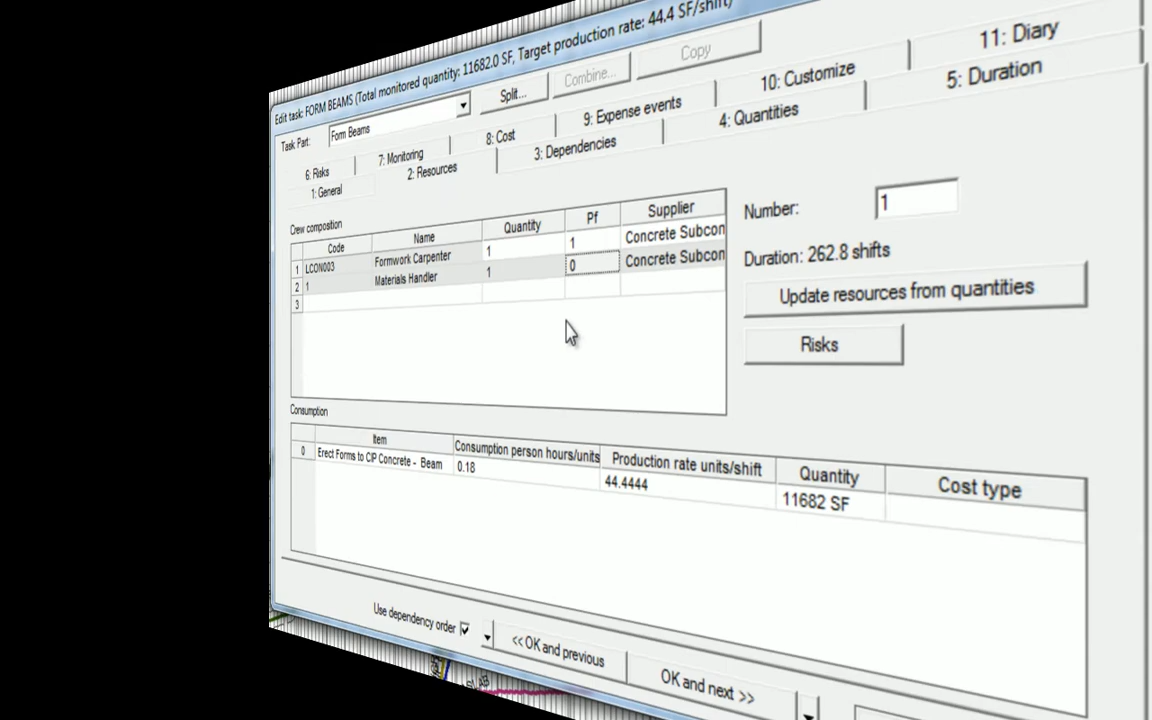 Edit task: FORM BEAMS (Total monitored quantity: 11682.0 SF, Target production rate: 44.4 SF/shift)
Task Part: Form Beams Split... Combine... Copy
6: Risks 7: Monitoring 8: Cost 9: Expense events 10: Customize 11: Diary
1: General 2: Resources 3: Dependencies 4: Quantities 5: Duration
Crew composition
Code Name Quantity Pf Supplier
1 LCON003 Formwork Carpenter 1 1 Concrete Subcon
2 1 Materials Handler 1 0 Concrete Subcon
3
Number: 1
Duration: 262.8 shifts
Update resources from quantities
Risks
Consumption
Item Consumption person hours/units Production rate units/shift Quantity Cost type
0 Erect Forms to CIP Concrete - Beam 0.18 44.4444 11682 SF
Use dependency order << OK and previous OK and next >>